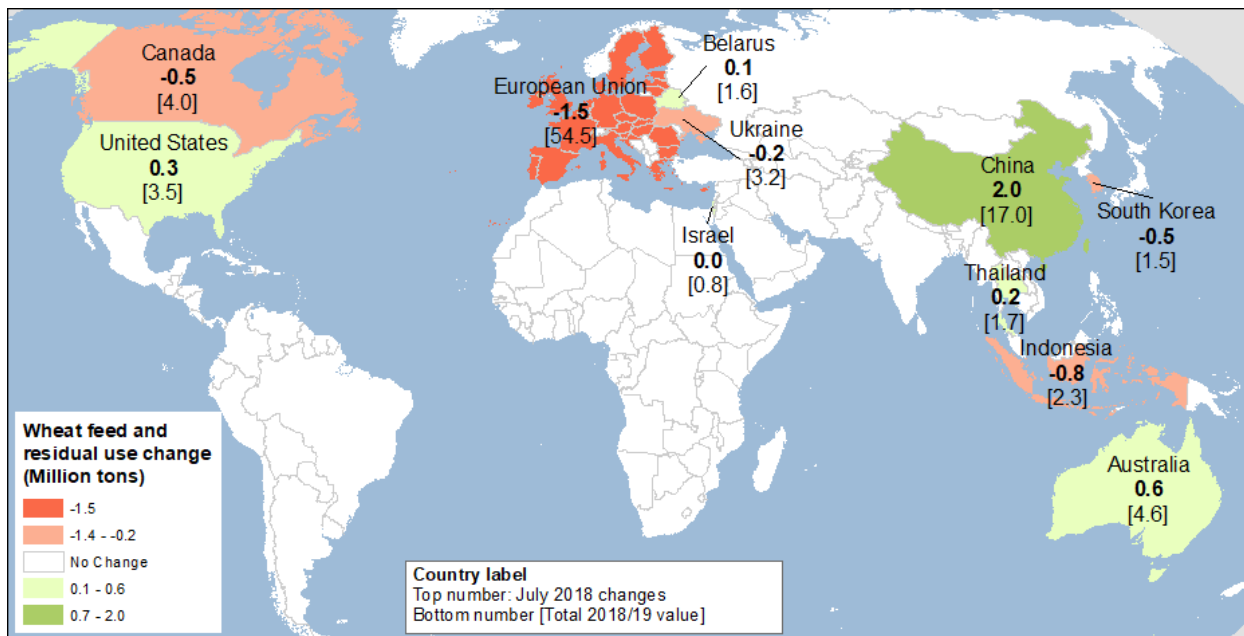 Canada
-0.5
[4.0]
United States
0.3
[3.5]
European Union
-1.5
[54.5]
Belarus
0.1
[1.6]
Ukraine
-0.2
[3.2]
Israel
0.0
[0.8]
China
2.0
[17.0]
South Korea
-0.5
[1.5]
Thailand
0.2
[1.7]
Indonesia
-0.8
[2.3]
Australia
0.6
[4.6]
Wheat feed and
residual use change
(Million tons)
-1.5
-1.4 - -0.2
No Change
0.1 - 0.6
0.7 - 2.0
Country label
Top number: July 2018 changes
Bottom number [Total 2018/19 value]